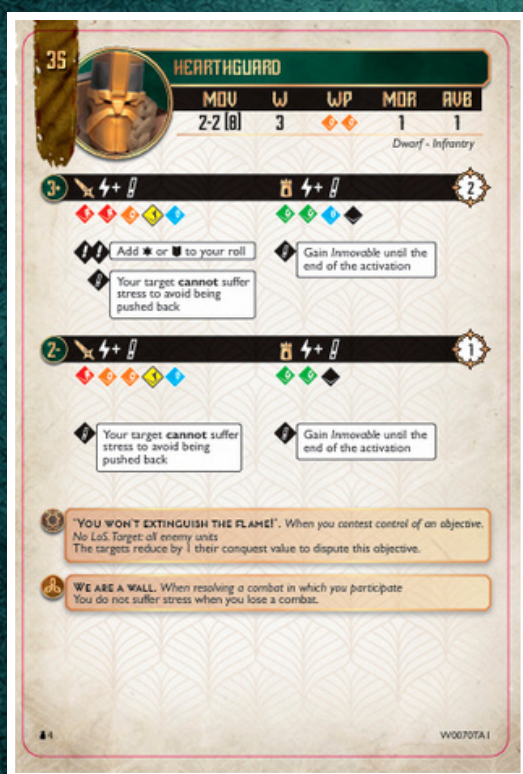 35
HEARTHGUARD
MOV W WP MOR AVB
2-2 (8) 3 1 1
Dwarf - Infrantry
3+ + + 2
Add or to your roll
Gain Inmovable until the
end of the activation
Your target cannot suffer
stress to avoid being
pushed back
2- + + 1
Your target cannot suffer
stress to avoid being
pushed back
Gain Inmovable until the
end of the activation
"YOU WON'T EXTINGUISH THE FLAME!". When you contest control of an objective.
No LoS. Target: all enemy units
The targets reduce by 1 their conquest value to dispute this objective.
WE ARE A WALL. When resolving a combat in which you participate
You do not suffer stress when you lose a combat.
4
W0070TA1